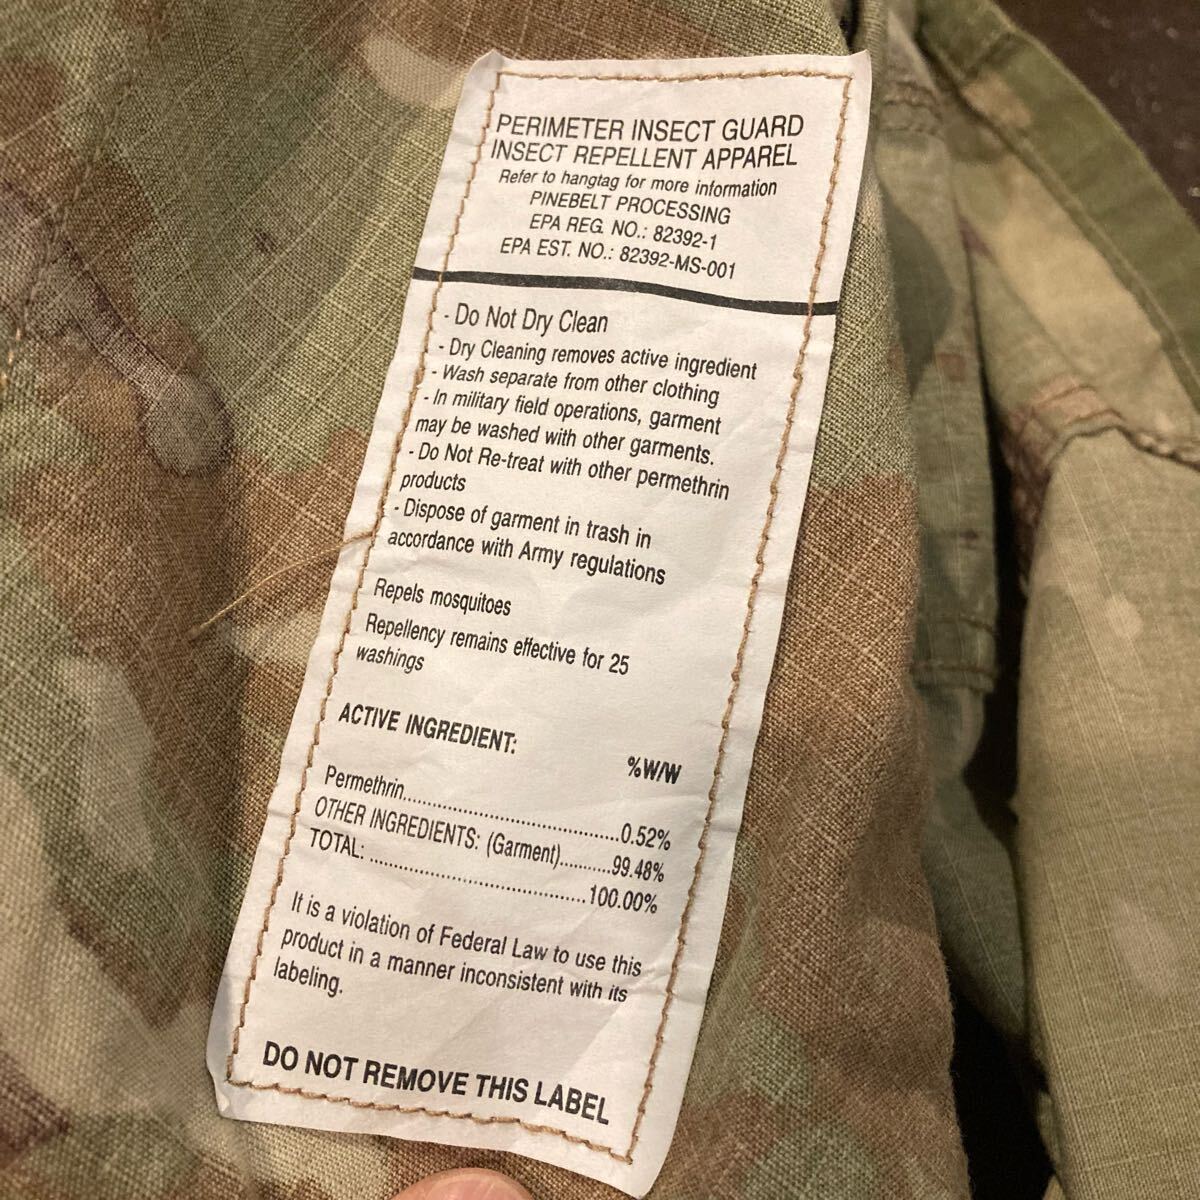 PERIMETER INSECT GUARD
INSECT REPELLENT APPAREL
Refer to hangtag for more information
PINEBELT PROCESSING
EPA REG. NO.: 82392-1
EPA EST. NO.: 82392-MS-001
- Do Not Dry Clean
- Dry Cleaning removes active ingredient
- Wash separate from other clothing
- In military field operations, garment
may be washed with other garments.
- Do Not Re-treat with other permethrin
products
- Dispose of garment in trash in
accordance with Army regulations
Repels mosquitoes
Repellency remains effective for 25
washings
ACTIVE INGREDIENT:
%W/W
Permethrin........................................0.52%
OTHER INGREDIENTS: (Garment)..........99.48%
TOTAL: ........................................100.00%
It is a violation of Federal Law to use this
product in a manner inconsistent with its
labeling.
DO NOT REMOVE THIS LABEL